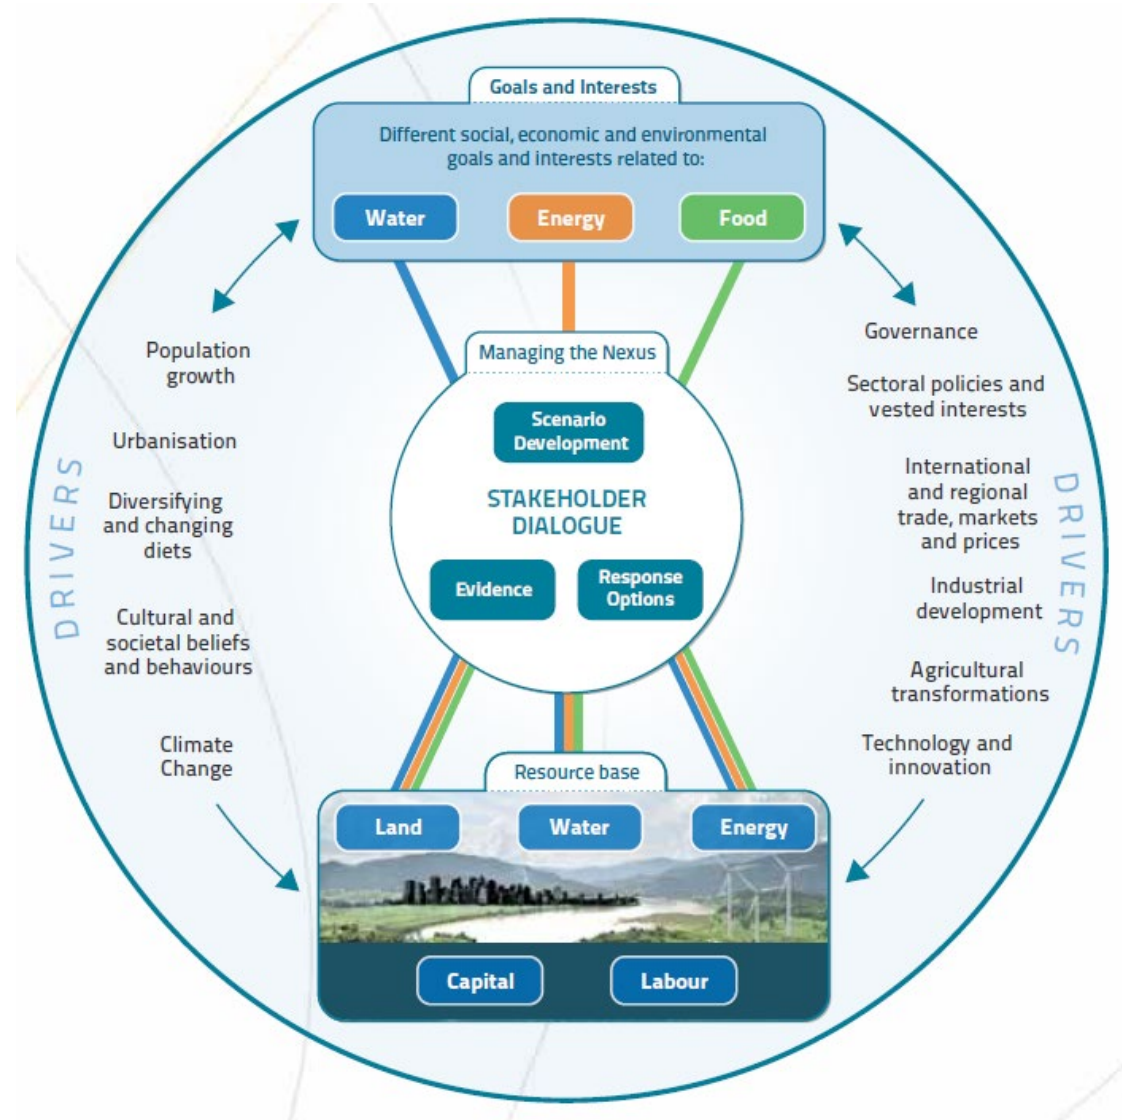 Goals and Interests
Different social, economic and environmental
goals and interests related to:
Water
Energy
Food
Managing the Nexus
Scenario
Development
STAKEHOLDER
DIALOGUE
Evidence
Response
Options
DRIVERS
Population
growth
Urbanisation
Diversifying
and changing
diets
Cultural and
societal beliefs
and behaviours
Climate
Change
Governance
Sectoral policies and
vested interests
International
and regional
trade, markets
and prices
Industrial
development
Agricultural
transformations
Technology and
innovation
DRIVERS
Resource base
Land
Water
Energy
Capital
Labour